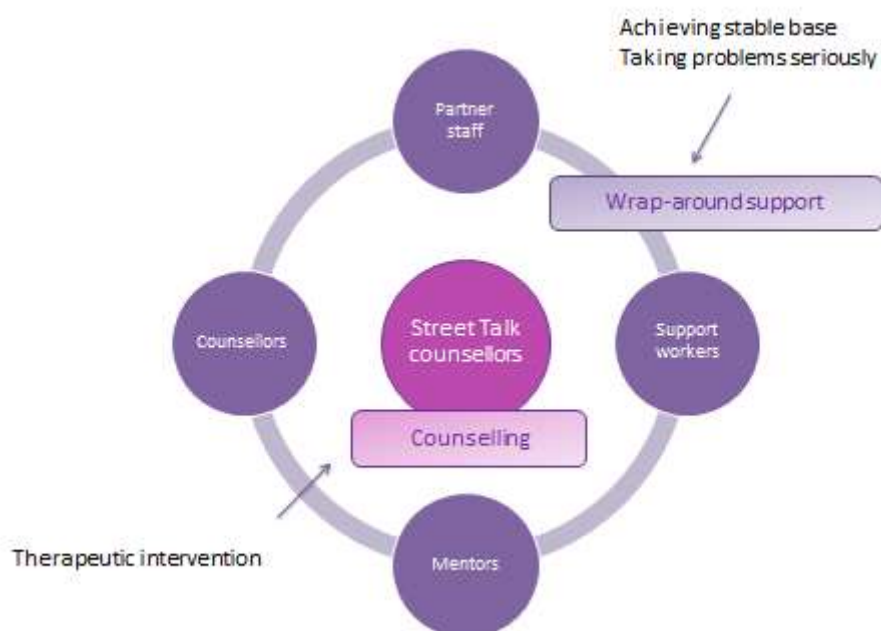 Achieving stable base
Taking problems seriously
Partner
staff
Wrap-around support
Counsellors
Street Talk
counsellors
Support
workers
Counselling
Therapeutic intervention
Mentors